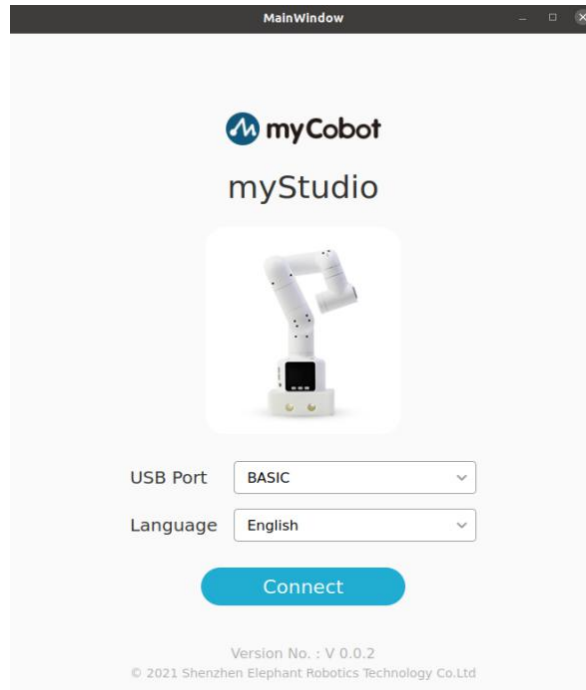 MainWindow
myCobot
myStudio
USB Port BASIC
Language English
Connect
Version No. : V 0.0.2
© 2021 Shenzhen Elephant Robotics Technology Co.Ltd